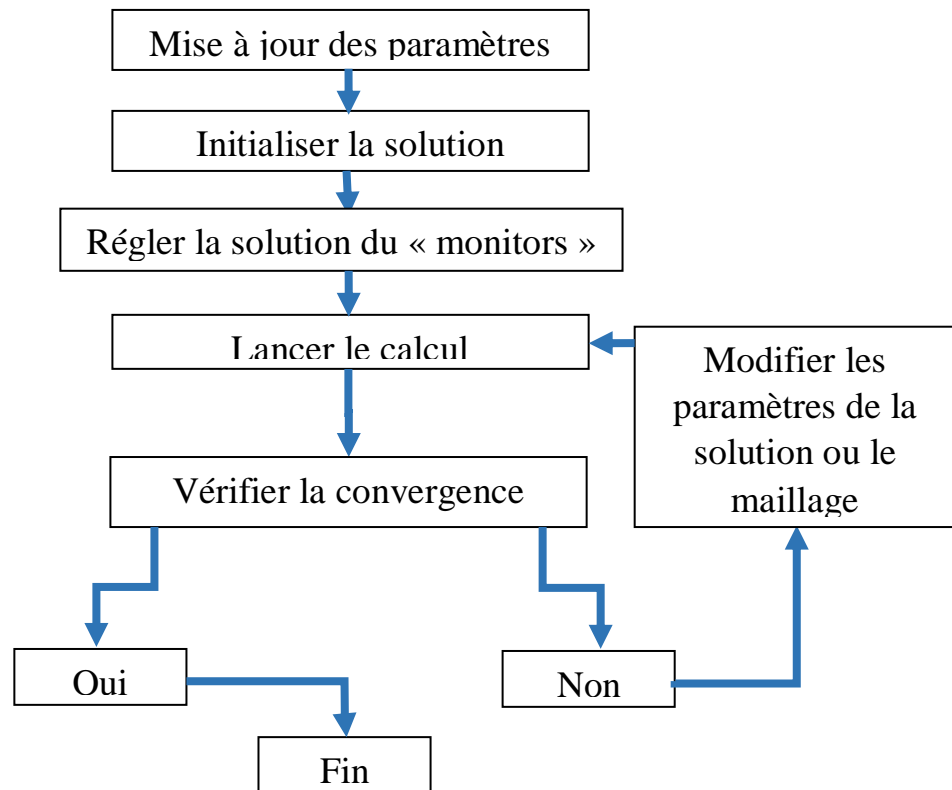 Mise à jour des paramètres
Initialiser la solution
Régler la solution du « monitors »
Lancer le calcul
Modifier les
paramètres de la
solution ou le
maillage
Vérifier la convergence
Oui
Non
Fin